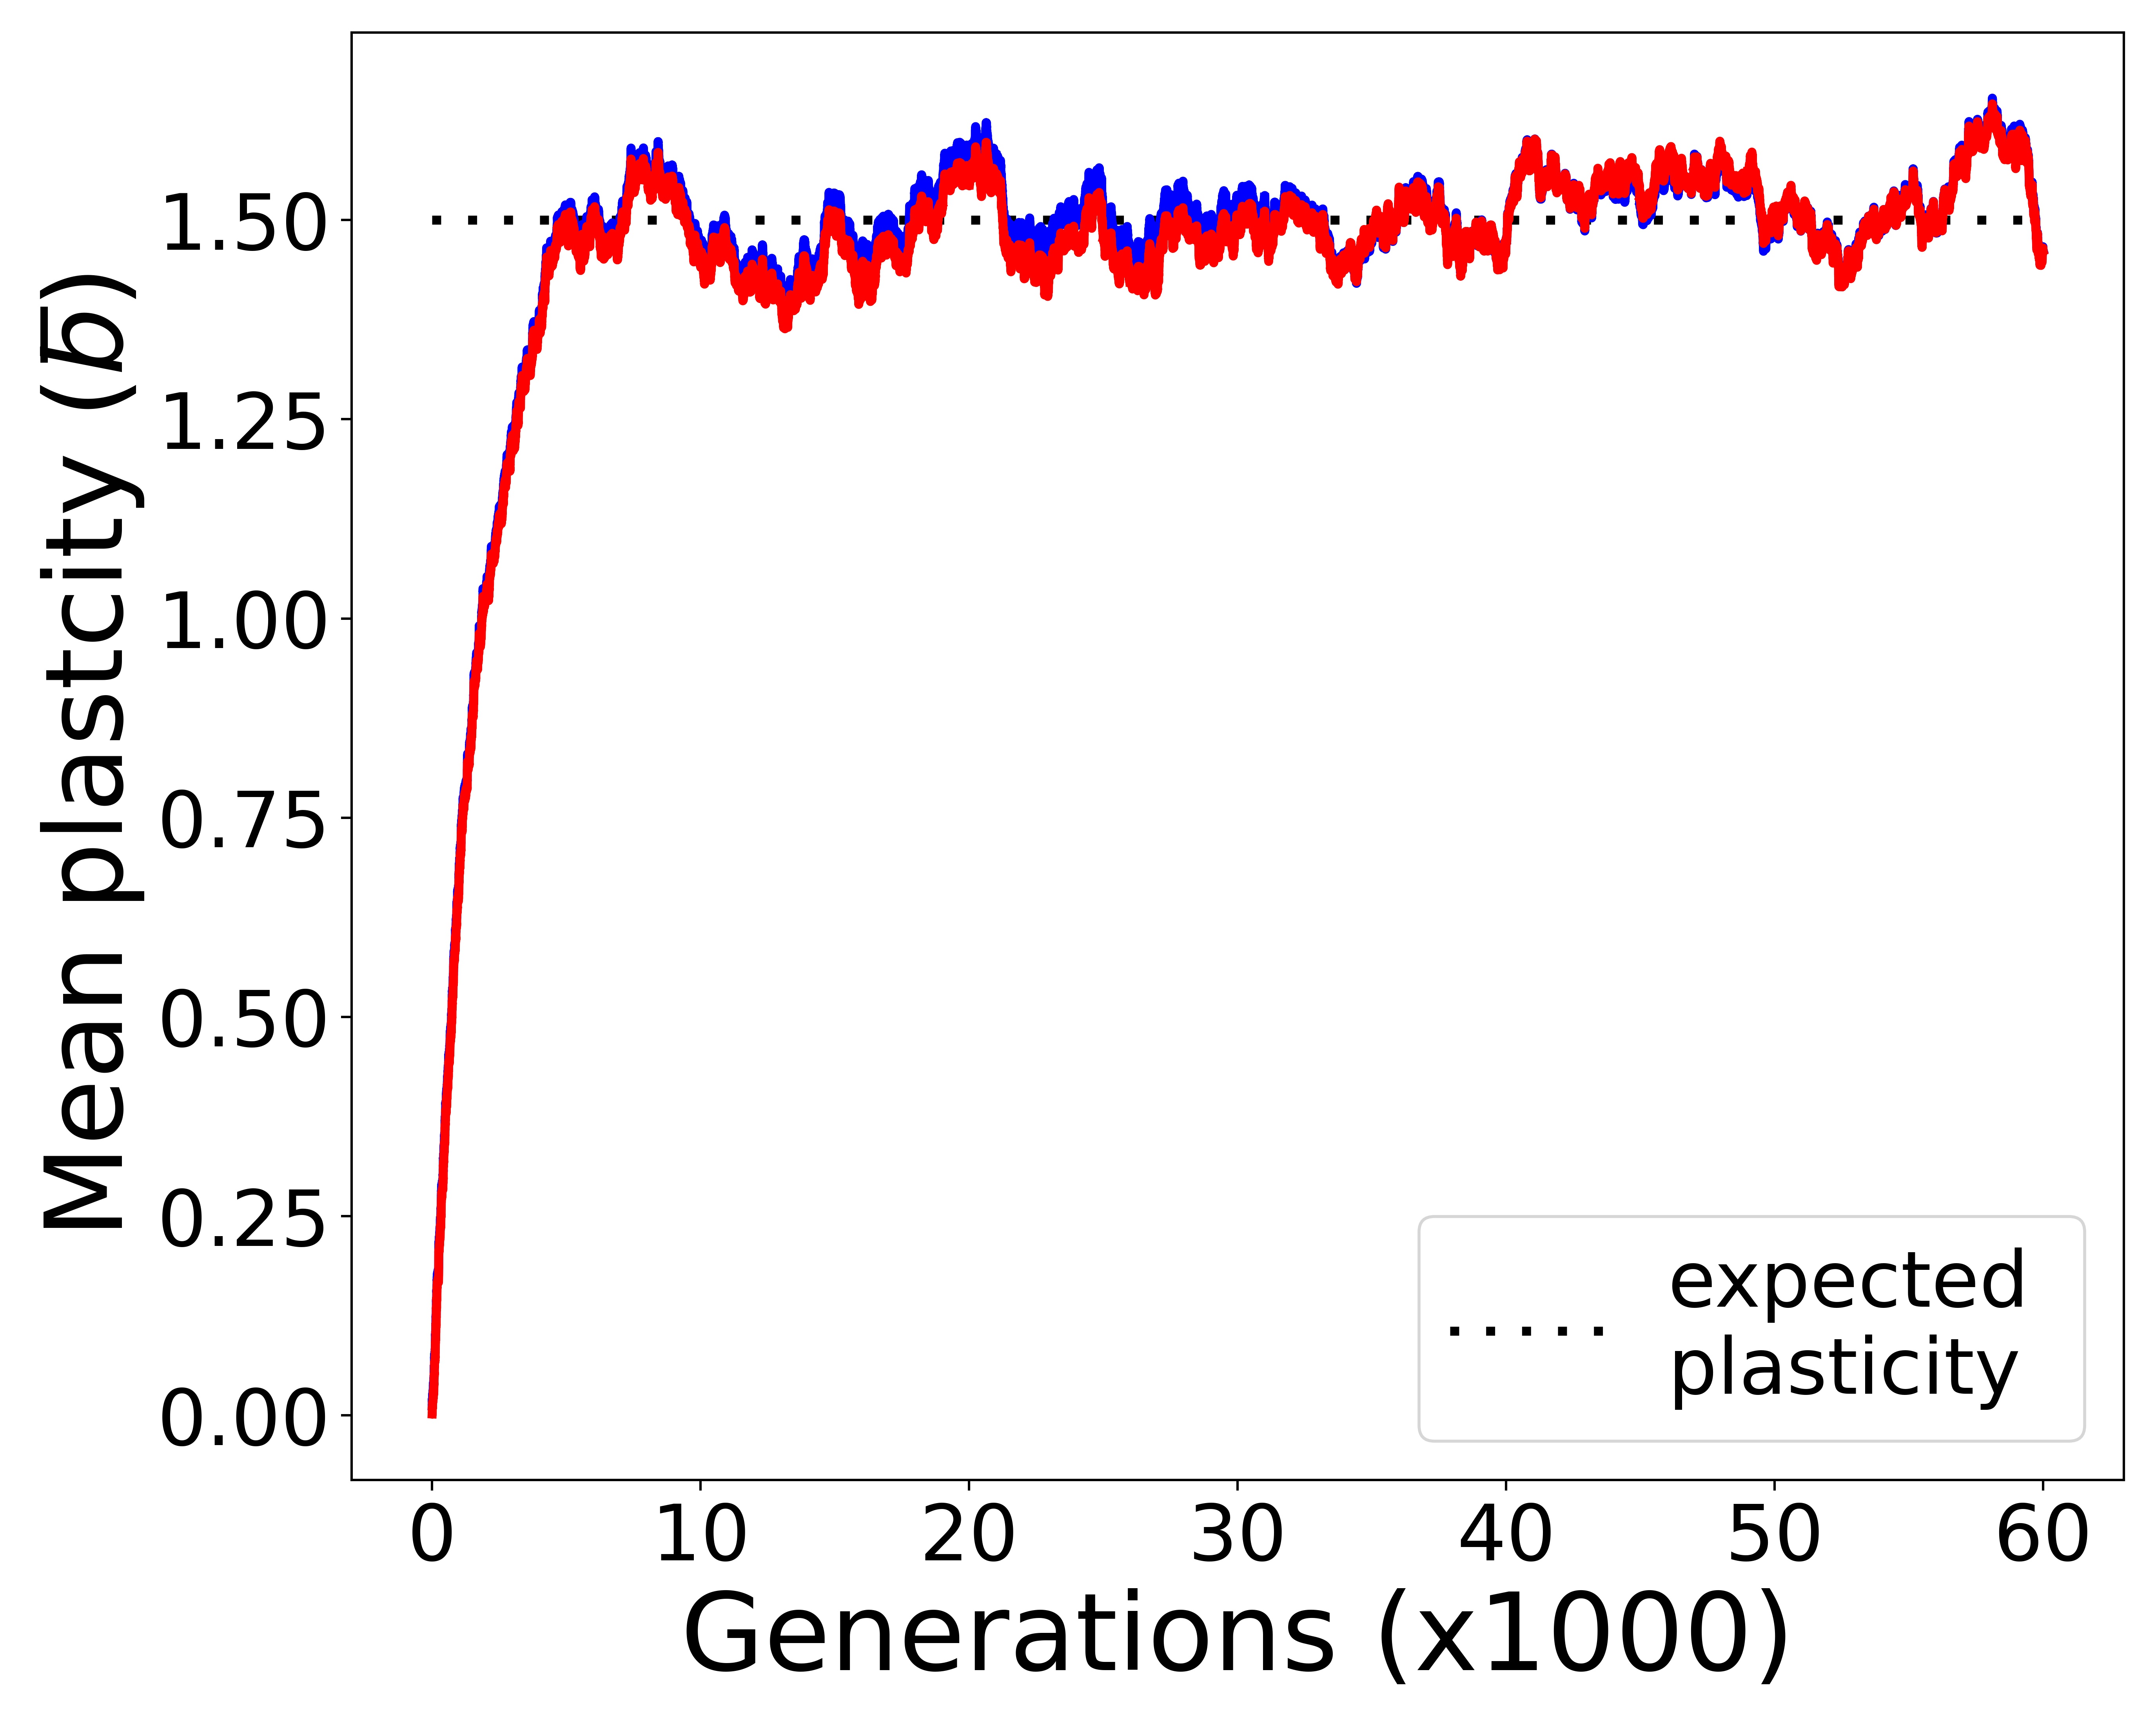 Mean plastcity (b̅)
1.50
1.25
1.00
0.75
0.50
0.25
0.00
expected
plasticity
0 10 20 30 40 50 60
Generations (x1000)